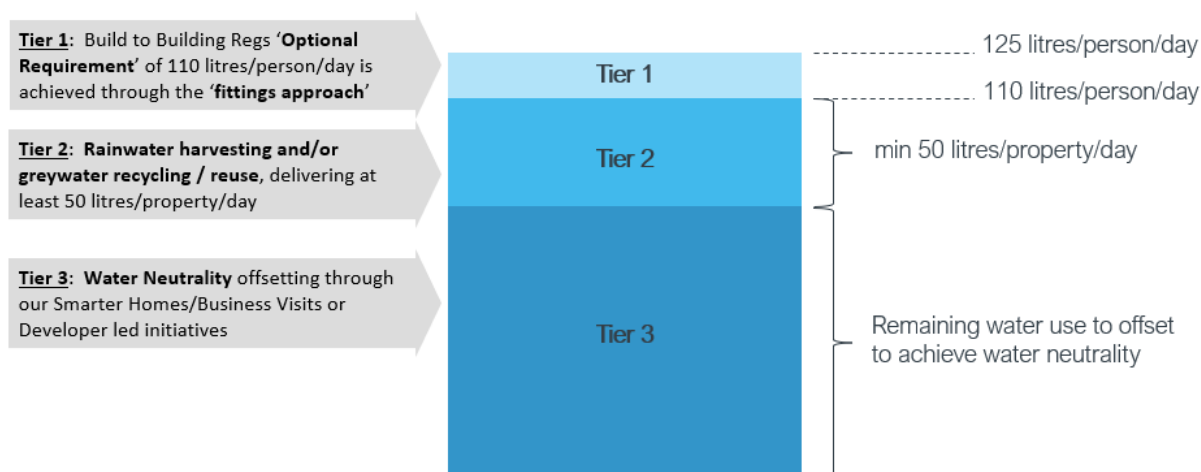 Tier 1:  Build to Building Regs ‘Optional
Requirement’ of 110 litres/person/day is
achieved through the ‘fittings approach’
Tier 2:  Rainwater harvesting and/or
greywater recycling / reuse, delivering at
least 50 litres/property/day
Tier 3:  Water Neutrality offsetting through
our Smarter Homes/Business Visits or
Developer led initiatives
Tier 1
Tier 2
Tier 3
125 litres/person/day
110 litres/person/day
min 50 litres/property/day
Remaining water use to offset
to achieve water neutrality